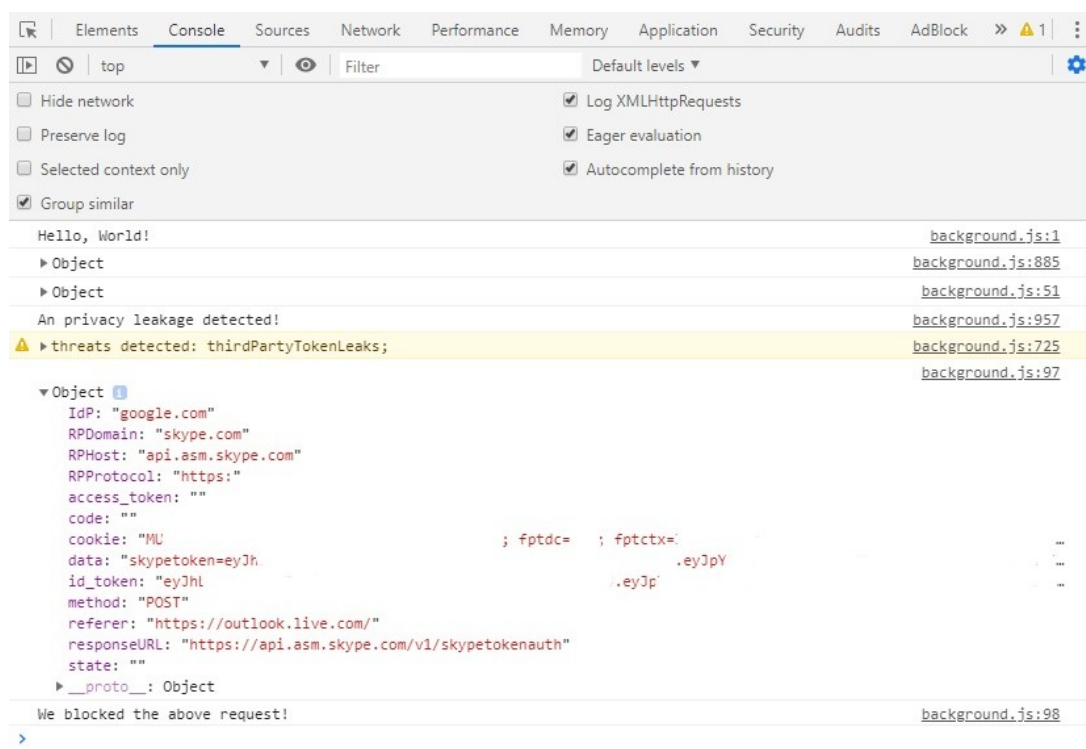 Elements Console Sources Network Performance Memory Application Security Audits AdBlock » 1
top Filter Default levels ▼
Hide network Log XMLHttpRequests
Preserve log Eager evaluation
Selected context only Autocomplete from history
Group similar
Hello, World! background.js:1
Object background.js:885
Object background.js:51
An privacy leakage detected! background.js:957
threats detected: thirdPartyTokenLeaks; background.js:725
background.js:97
Object
IdP: "google.com"
RPDomain: "skype.com"
RPHost: "api.asm.skype.com"
RPProtocol: "https:"
access_token: ""
code: ""
cookie: "MU ; fptdc= ; fptctx= …
data: "skypetoken=eyJh .eyJpY …
id_token: "eyJh .eyJp …
method: "POST"
referer: "https://outlook.live.com/"
responseURL: "https://api.asm.skype.com/v1/skypetokenauth"
state: ""
__proto__: Object
We blocked the above request! background.js:98